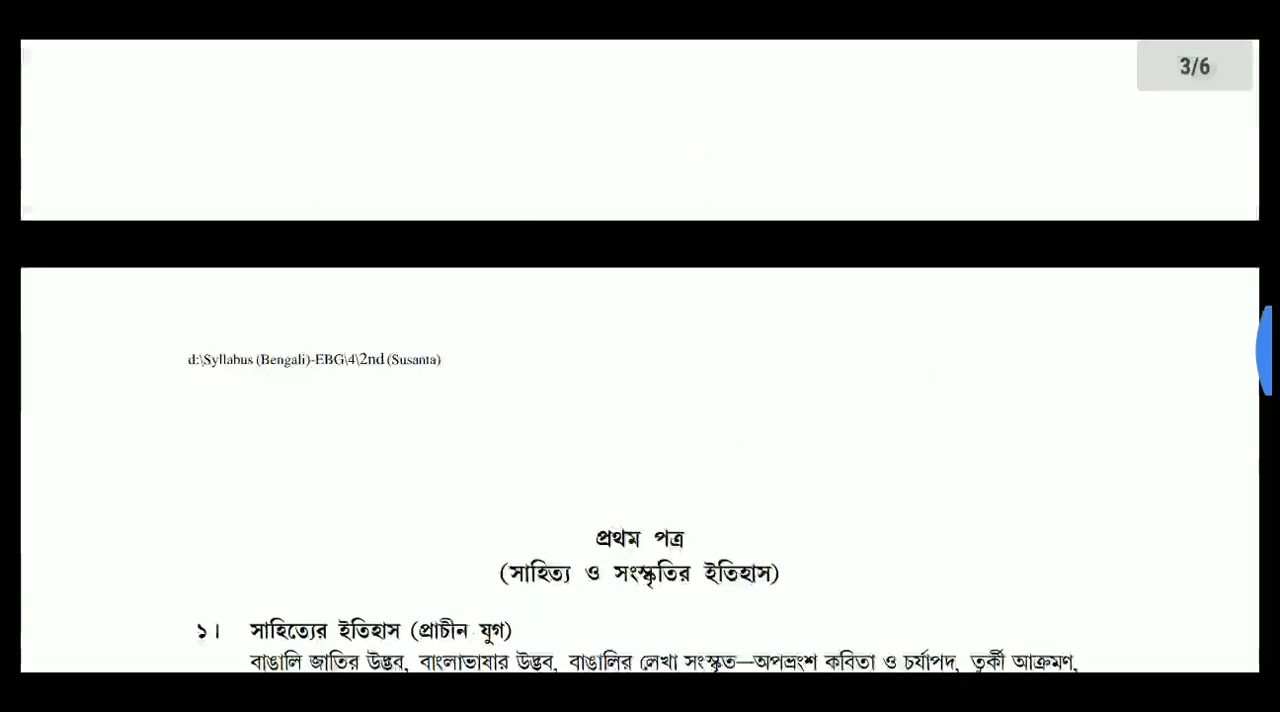 3/6
d:\Syllabus (Bengali)-EBG\4\2nd (Susanta)
প্রথম পত্র
(সাহিত্য ও সংস্কৃতির ইতিহাস)
১। সাহিত্যের ইতিহাস (প্রাচীন যুগ)
বাঙালি জাতির উদ্ভব, বাংলাভাষার উদ্ভব, বাঙালির লেখা সংস্কৃত—অপভ্রংশ কবিতা ও চর্যাপদ, তুর্কী আক্রমণ,